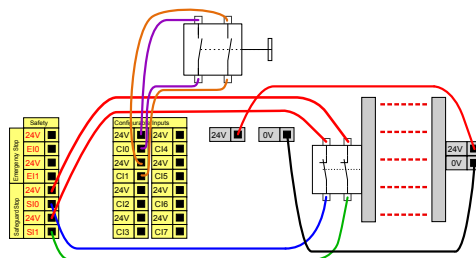 Safety
Emergency Stop
24V
EI0
24V
EI1
Safeguard Stop
24V
SI0
24V
SI1
Configurable Inputs
24V 24V
CI0 CI4
24V 24V
CI1 CI5
24V 24V
CI2 CI6
24V 24V
CI3 CI7
24V
0V
24V
0V